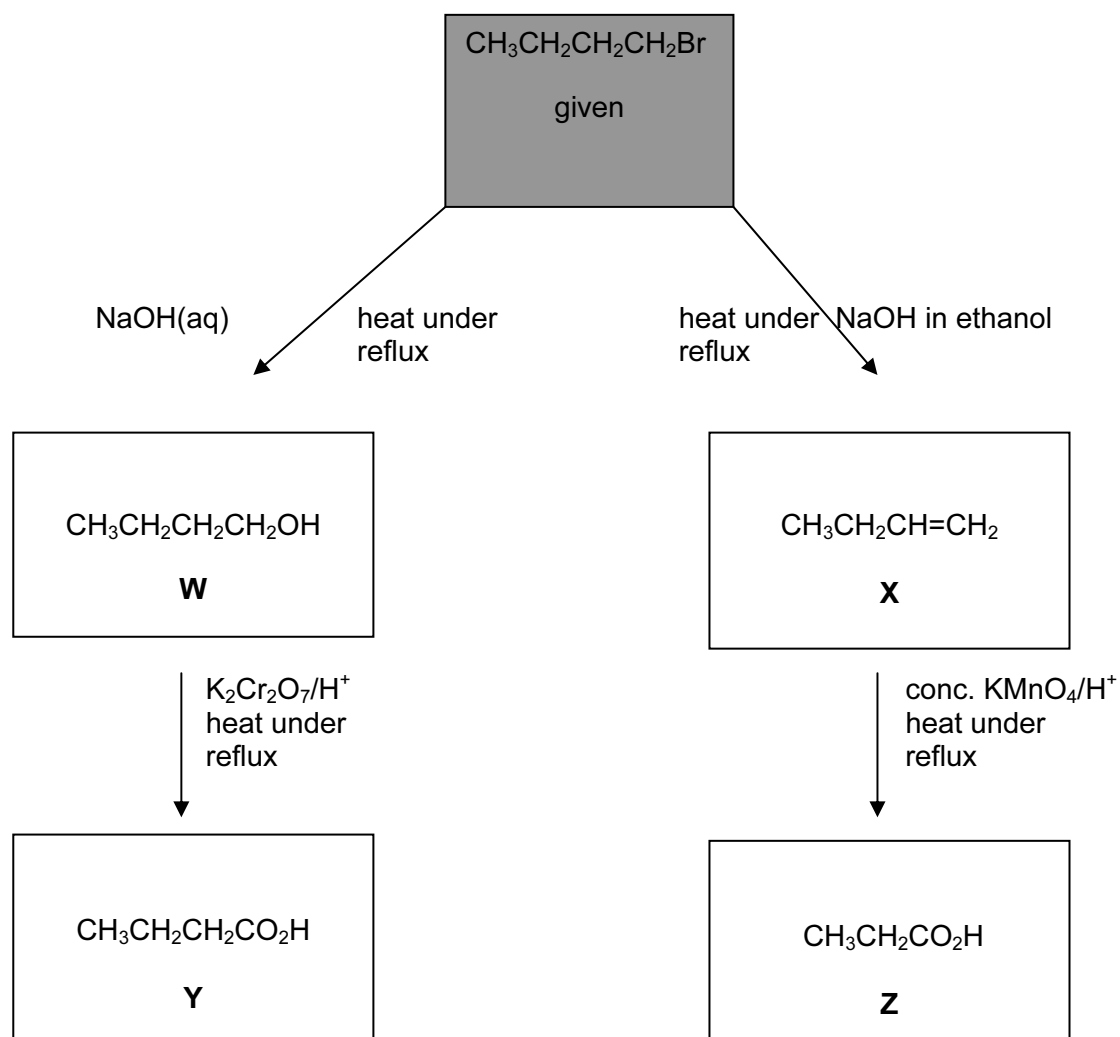 CH₃CH₂CH₂CH₂Br
given
NaOH(aq)
heat under
reflux
heat under
reflux
NaOH in ethanol
CH₃CH₂CH₂CH₂OH
W
CH₃CH₂CH=CH₂
X
K₂Cr₂O₇/H⁺
heat under
reflux
conc. KMnO₄/H⁺
heat under
reflux
CH₃CH₂CH₂CO₂H
Y
CH₃CH₂CO₂H
Z